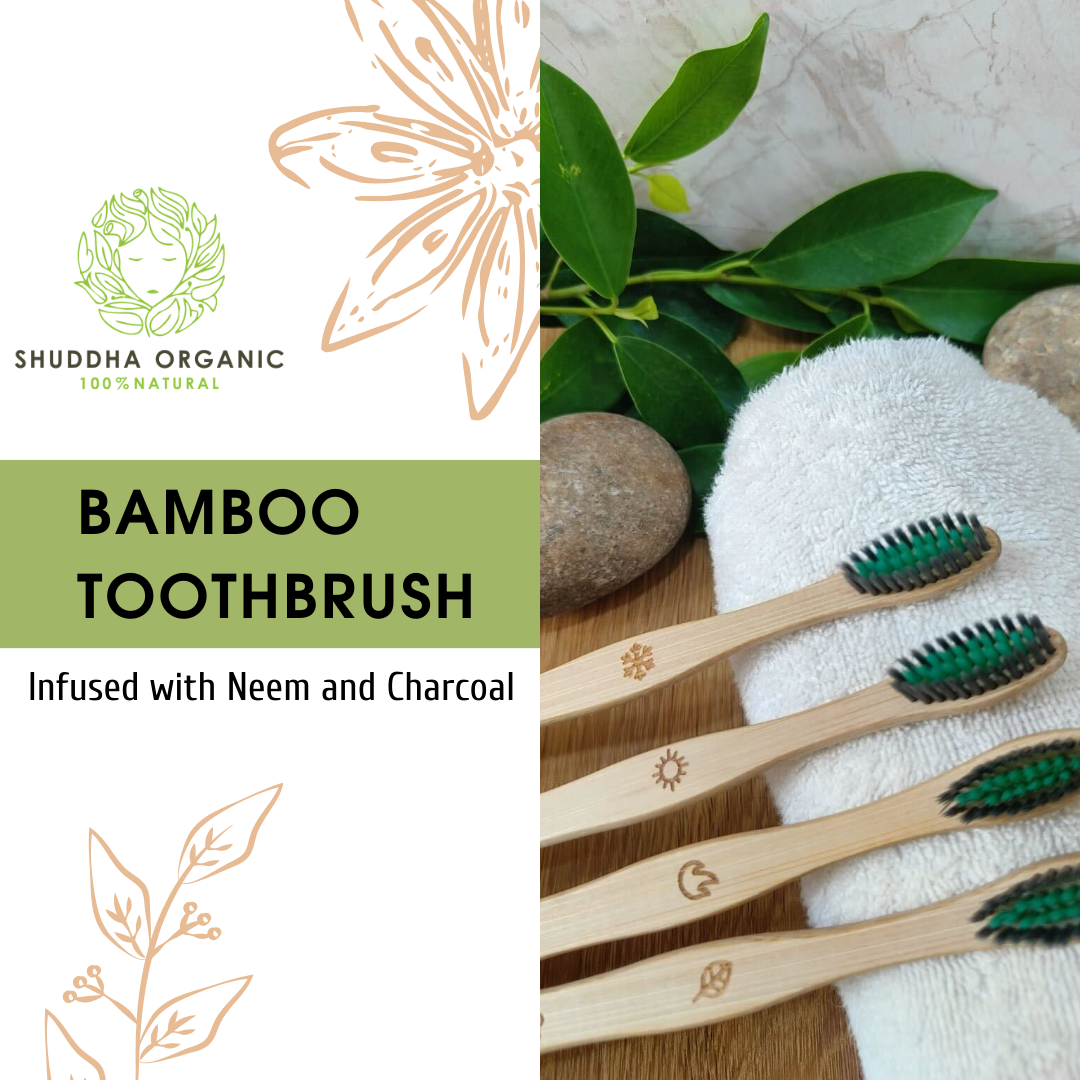 SHUDDHA ORGANIC
100% NATURAL
BAMBOO
TOOTHBRUSH
Infused with Neem and Charcoal